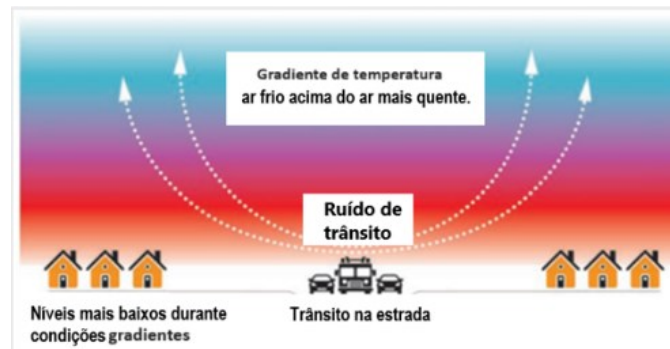 Gradiente de temperatura
ar frio acima do ar mais quente.
Ruído de
trânsito
Níveis mais baixos durante
condições gradientes
Trânsito na estrada